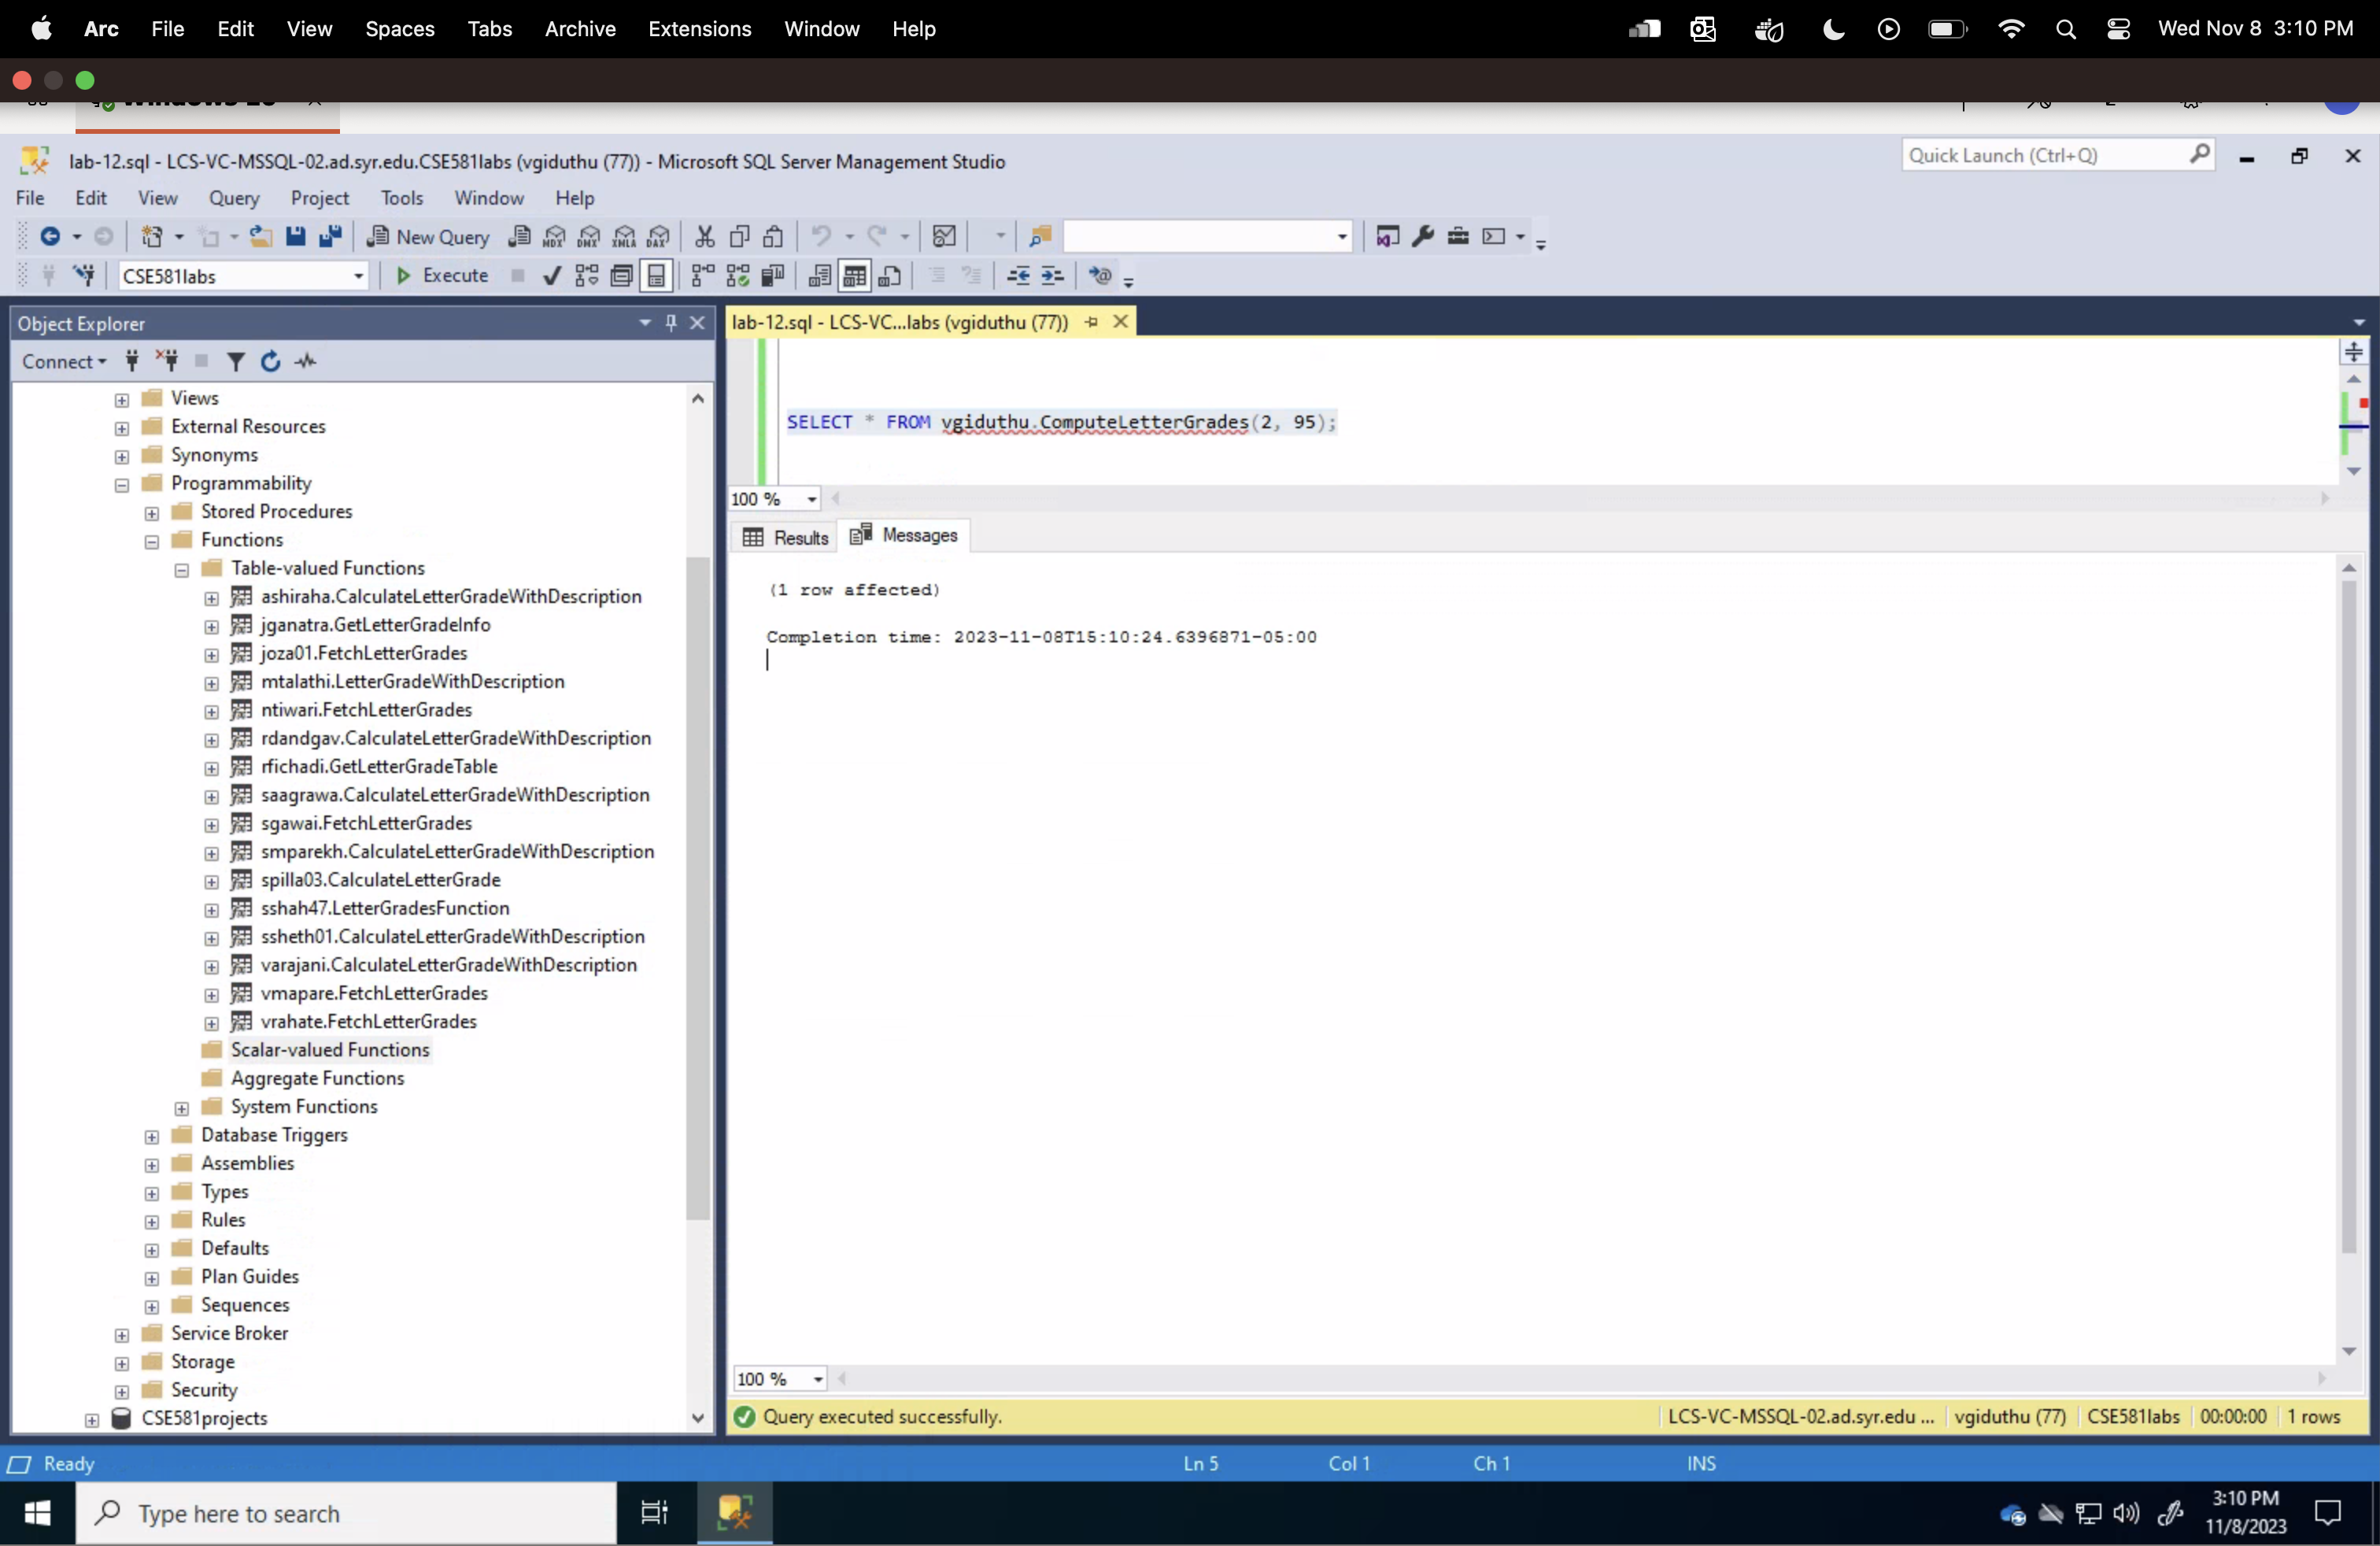 Arc File Edit View Spaces Tabs Archive Extensions Window Help Wed Nov 8 3:10 PM
lab-12.sql - LCS-VC-MSSQL-02.ad.syr.edu.CSE581labs (vgiduthu (77)) - Microsoft SQL Server Management Studio Quick Launch (Ctrl+Q)
File Edit View Query Project Tools Window Help
New Query MDX DMX XMLA DAX
CSE581labs Execute
Object Explorer
Connect
Views
External Resources
Synonyms
Programmability
Stored Procedures
Functions
Table-valued Functions
ashiraha.CalculateLetterGradeWithDescription
jganatra.GetLetterGradeInfo
joza01.FetchLetterGrades
mtalathi.LetterGradeWithDescription
ntiwari.FetchLetterGrades
rdandgav.CalculateLetterGradeWithDescription
rfichadi.GetLetterGradeTable
saagrawa.CalculateLetterGradeWithDescription
sgawai.FetchLetterGrades
smparekh.CalculateLetterGradeWithDescription
spilla03.CalculateLetterGrade
sshah47.LetterGradesFunction
ssheth01.CalculateLetterGradeWithDescription
varajani.CalculateLetterGradeWithDescription
vmapare.FetchLetterGrades
vrahate.FetchLetterGrades
Scalar-valued Functions
Aggregate Functions
System Functions
Database Triggers
Assemblies
Types
Rules
Defaults
Plan Guides
Sequences
Service Broker
Storage
Security
CSE581projects
lab-12.sql - LCS-VC...labs (vgiduthu (77))
SELECT * FROM vgiduthu.ComputeLetterGrades(2, 95);
100 %
Results Messages
(1 row affected)
Completion time: 2023-11-08T15:10:24.6396871-05:00
100 %
Query executed successfully. LCS-VC-MSSQL-02.ad.syr.edu ... vgiduthu (77) CSE581labs 00:00:00 1 rows
Ready Ln 5 Col 1 Ch 1 INS
Type here to search 3:10 PM
11/8/2023